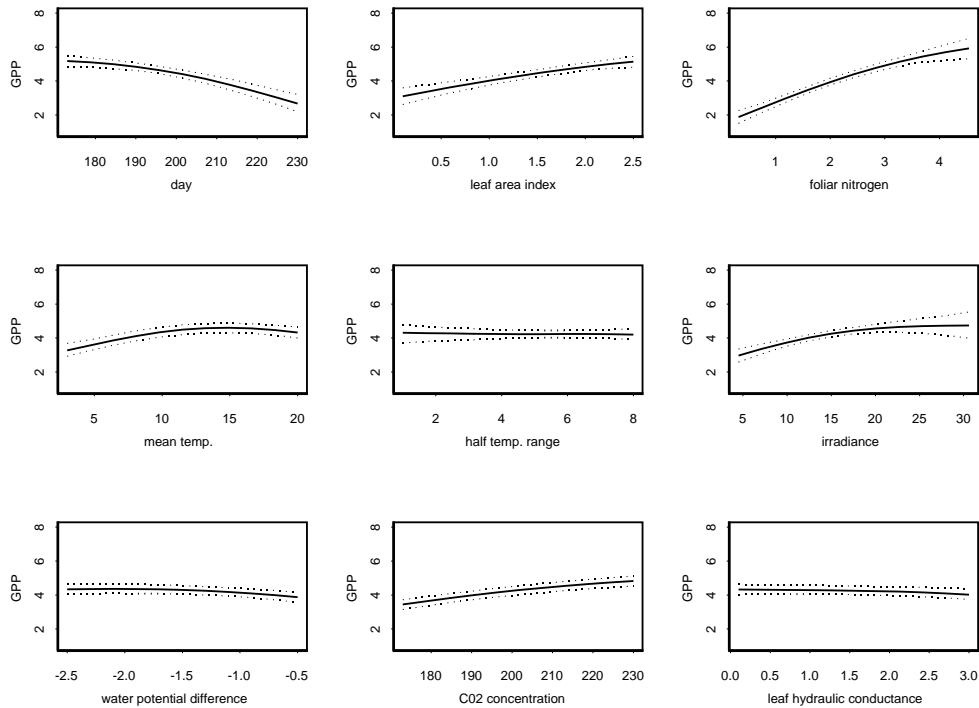 GPP
8
6
4
2
180 190 200 210 220 230
day
GPP
8
6
4
2
0.5 1.0 1.5 2.0 2.5
leaf area index
GPP
8
6
4
2
1 2 3 4
foliar nitrogen
GPP
8
6
4
2
5 10 15 20
mean temp.
GPP
8
6
4
2
2 4 6 8
half temp. range
GPP
8
6
4
2
5 10 15 20 25 30
irradiance
GPP
8
6
4
2
-2.5 -2.0 -1.5 -1.0 -0.5
water potential difference
GPP
8
6
4
2
180 190 200 210 220 230
C02 concentration
GPP
8
6
4
2
0.0 0.5 1.0 1.5 2.0 2.5 3.0
leaf hydraulic conductance